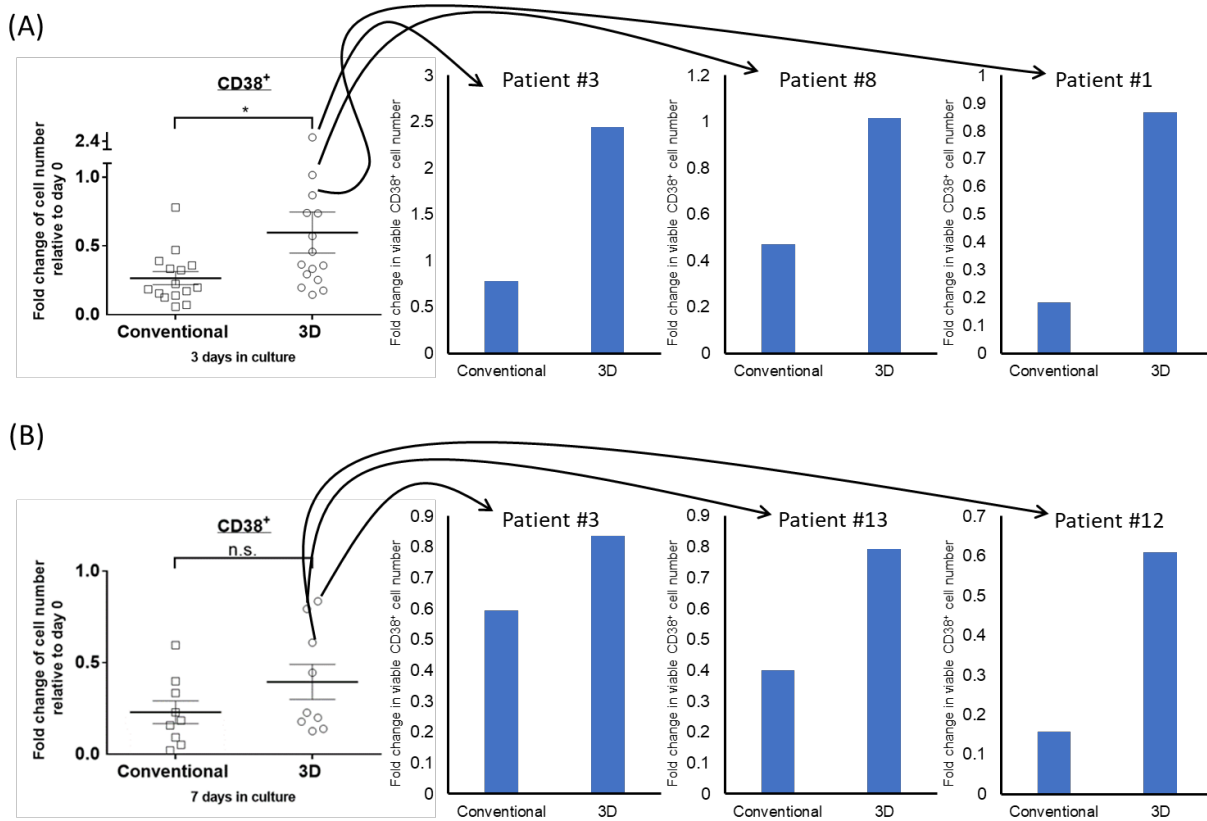 (A)
CD38⁺
*
Fold change of cell number
relative to day 0
2.4
1.0
0.5
0.0
Conventional
3D
3 days in culture
Patient #3
Fold change in viable CD38⁺ cell number
3
2.5
2
1.5
1
0.5
0
Conventional
3D
Patient #8
Fold change in viable CD38⁺ cell number
1.2
1
0.8
0.6
0.4
0.2
0
Conventional
3D
Patient #1
Fold change in viable CD38⁺ cell number
1
0.9
0.8
0.7
0.6
0.5
0.4
0.3
0.2
0.1
0
Conventional
3D
(B)
CD38⁺
n.s.
Fold change of cell number
relative to day 0
1.0
0.5
0.0
Conventional
3D
7 days in culture
Patient #3
Fold change in viable CD38⁺ cell number
0.9
0.8
0.7
0.6
0.5
0.4
0.3
0.2
0.1
0
Conventional
3D
Patient #13
Fold change in viable CD38⁺ cell number
0.9
0.8
0.7
0.6
0.5
0.4
0.3
0.2
0.1
0
Conventional
3D
Patient #12
Fold change in viable CD38⁺ cell number
0.7
0.6
0.5
0.4
0.3
0.2
0.1
0
Conventional
3D